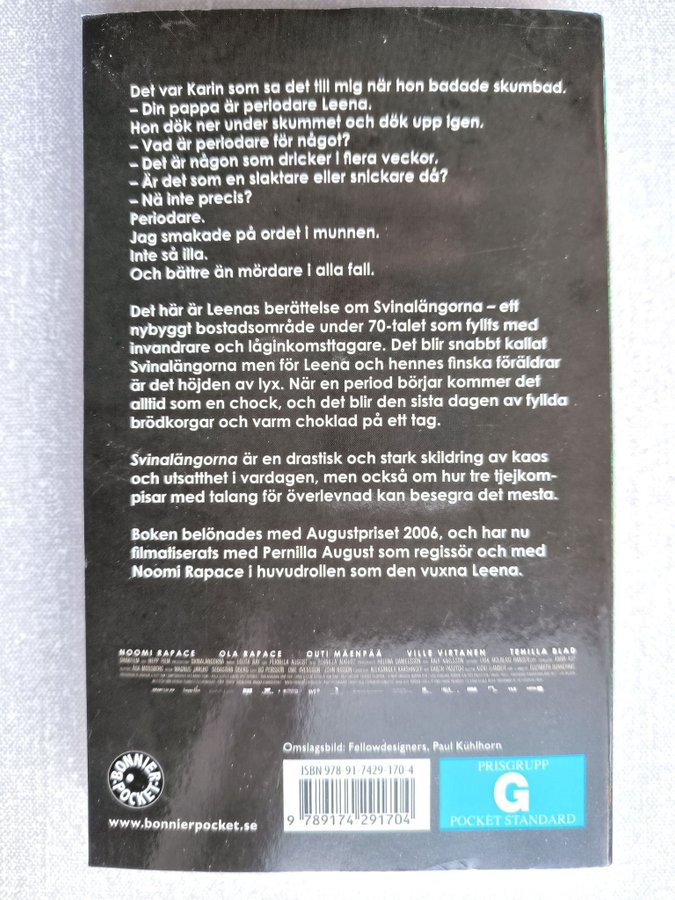 Det var Karin som sa det till mig när hon badade skumbad.
– Din pappa är periodare Leena.
Hon dök ner under skummet och dök upp igen.
– Vad är periodare för något?
– Det är någon som dricker i flera veckor.
– Är det som en slaktare eller snickare då?
– Nä inte precis?
Periodare.
Jag smakade på ordet i munnen.
Inte så illa.
Och bättre än mördare i alla fall.
Det här är Leenas berättelse om Svinalängorna – ett
nybyggt bostadsområde under 70-talet som fyllts med
invandrare och låginkomsttagare. Det blir snabbt kallat
Svinalängorna men för Leena och hennes finska föräldrar
är det höjden av lyx. När en period börjar kommer det
alltid som en chock, och det blir den sista dagen av fyllda
brödkorgar och varm choklad på ett tag.
Svinalängorna är en drastisk och stark skildring av kaos
och utsatthet i vardagen, men också om hur tre tjejkom-
pisar med talang för överlevnad kan besegra det mesta.
Boken belönades med Augustpriset 2006, och har nu
filmatiserats med Pernilla August som regissör och med
Noomi Rapace i huvudrollen som den vuxna Leena.
NOOMI RAPACE OLA RAPACE OUTI MÄENPÄÄ VILLE VIRTANEN TEHILLA BLAD
Omslagsbild: Fellowdesigners, Paul Kühlhorn
BONNIER POCKET
www.bonnierpocket.se
ISBN 978-91-7429-170-4
9 789174 291704
PRISGRUPP
G
POCKET STANDARD